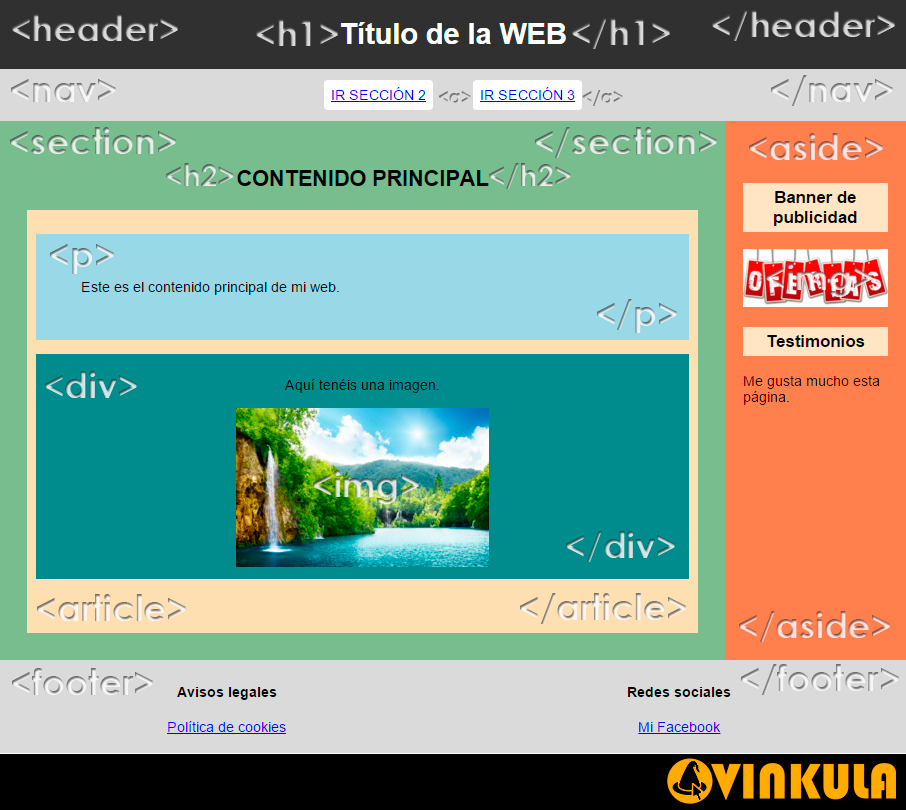 <header> <h1>Título de la WEB</h1> </header>
<nav> IR SECCIÓN 2 <a> IR SECCIÓN 3 </a> </nav>
<section> </section>
<h2>CONTENIDO PRINCIPAL</h2>
<p>
Este es el contenido principal de mi web.
</p>
<div>
Aquí tenéis una imagen.
<img>
</div>
<article> </article>
<aside>
Banner de
publicidad
OFERTAS
<img>
Testimonios
Me gusta mucho esta
página.
</aside>
<footer> </footer>
Avisos legales Redes sociales
Política de cookies Mi Facebook
VINKULA